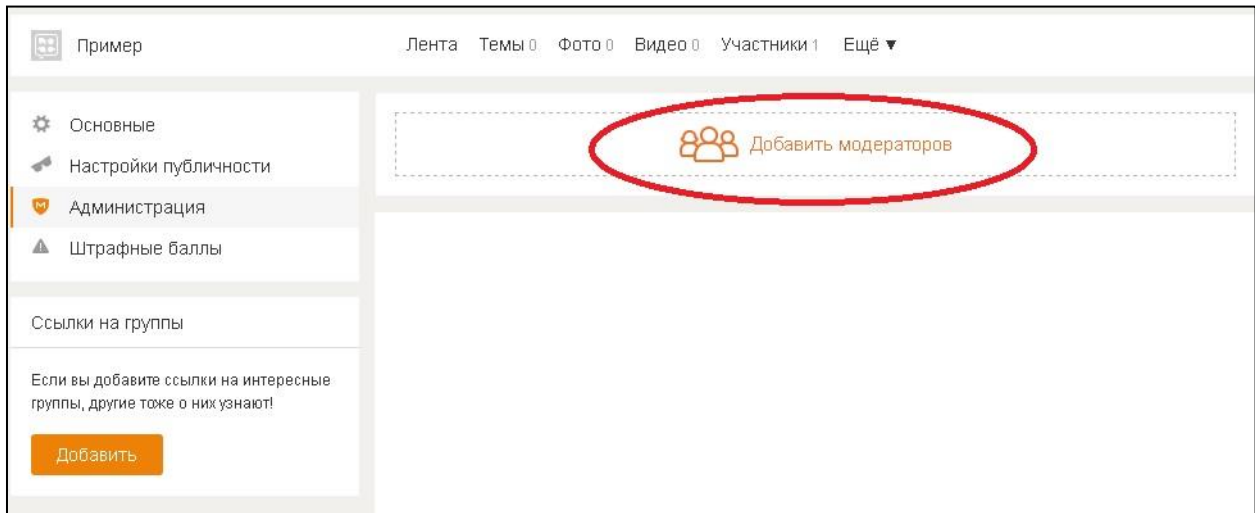 Пример
Лента Темы 0 Фото 0 Видео 0 Участники 1 Ещё ▼
Основные
Настройки публичности
Администрация
Штрафные баллы
Добавить модераторов
Ссылки на группы
Если вы добавите ссылки на интересные
группы, другие тоже о них узнают!
Добавить